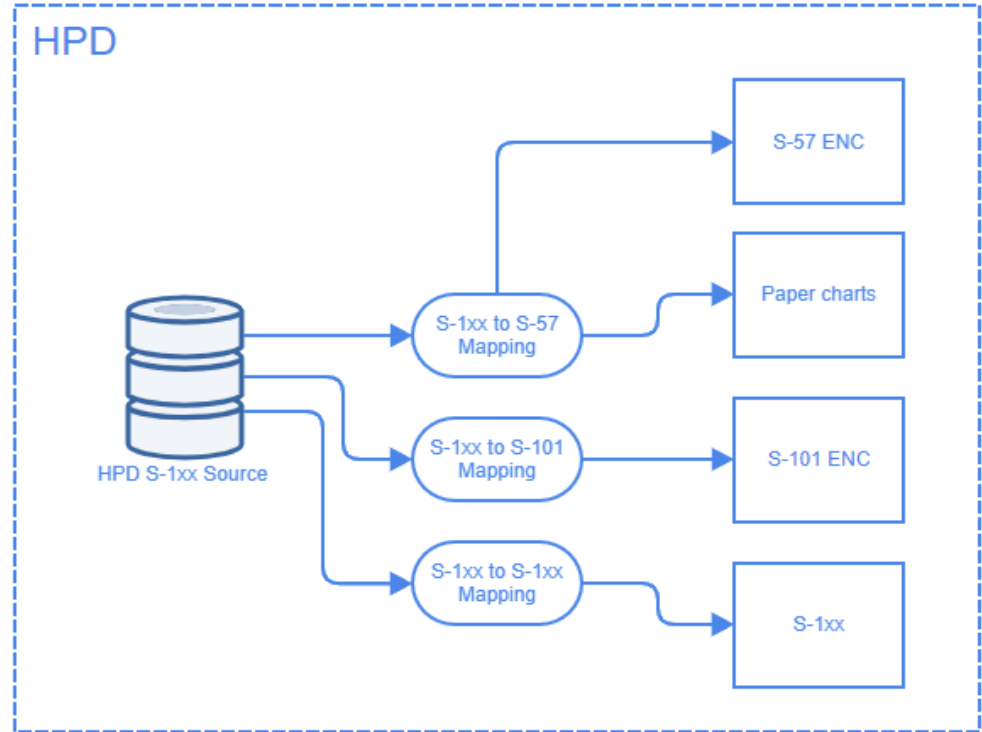 HPD
S-57 ENC
Paper charts
S-1xx to S-57
Mapping
S-1xx to S-101
Mapping
S-101 ENC
HPD S-1xx Source
S-1xx to S-1xx
Mapping
S-1xx